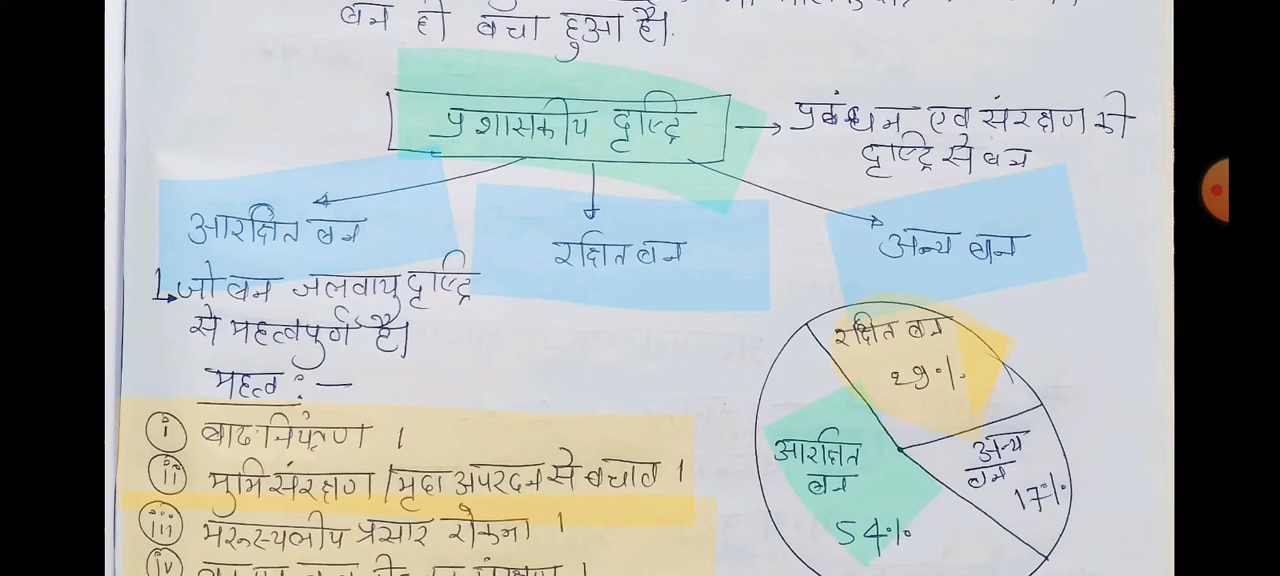 वन ही बचा हुआ है।
प्रशासकीय दृष्टि → प्रबंधन एवं संरक्षण की
दृष्टि से वन
आरक्षित वन
रक्षित वन
अन्य वन
जो वन जलवायु दृष्टि
से महत्वपूर्ण है।
महत्व :—
(i) बाढ नियंत्रण ।
(ii) भुमि संरक्षण / मृदा अपरदन से बचाव ।
(iii) मरूस्थलीय प्रसार रोकना ।
(iv)
रक्षित वन
29%
आरक्षित
वन
54%
अन्य
वन
17%